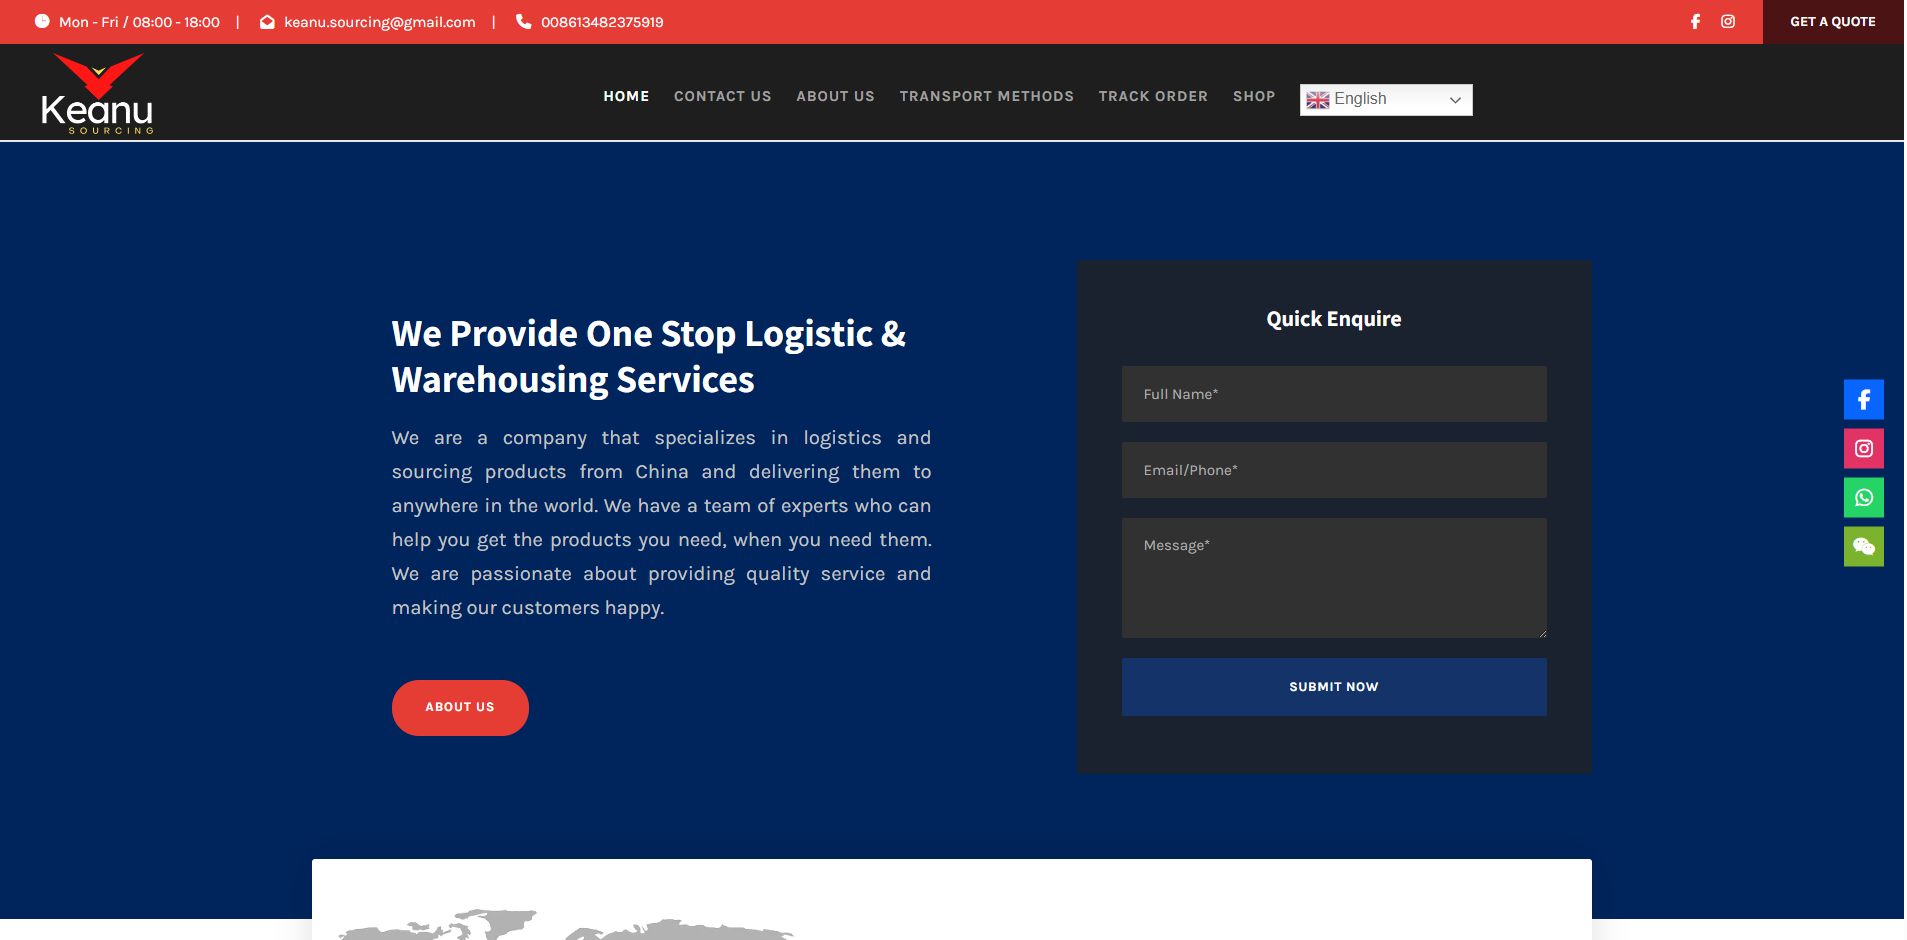 Mon - Fri / 08:00 - 18:00 | keanu.sourcing@gmail.com | 008613482375919
GET A QUOTE
Keanu
SOURCING
HOME CONTACT US ABOUT US TRANSPORT METHODS TRACK ORDER SHOP English
We Provide One Stop Logistic &
Warehousing Services
We are a company that specializes in logistics and
sourcing products from China and delivering them to
anywhere in the world. We have a team of experts who can
help you get the products you need, when you need them.
We are passionate about providing quality service and
making our customers happy.
ABOUT US
Quick Enquire
Full Name*
Email/Phone*
Message*
SUBMIT NOW